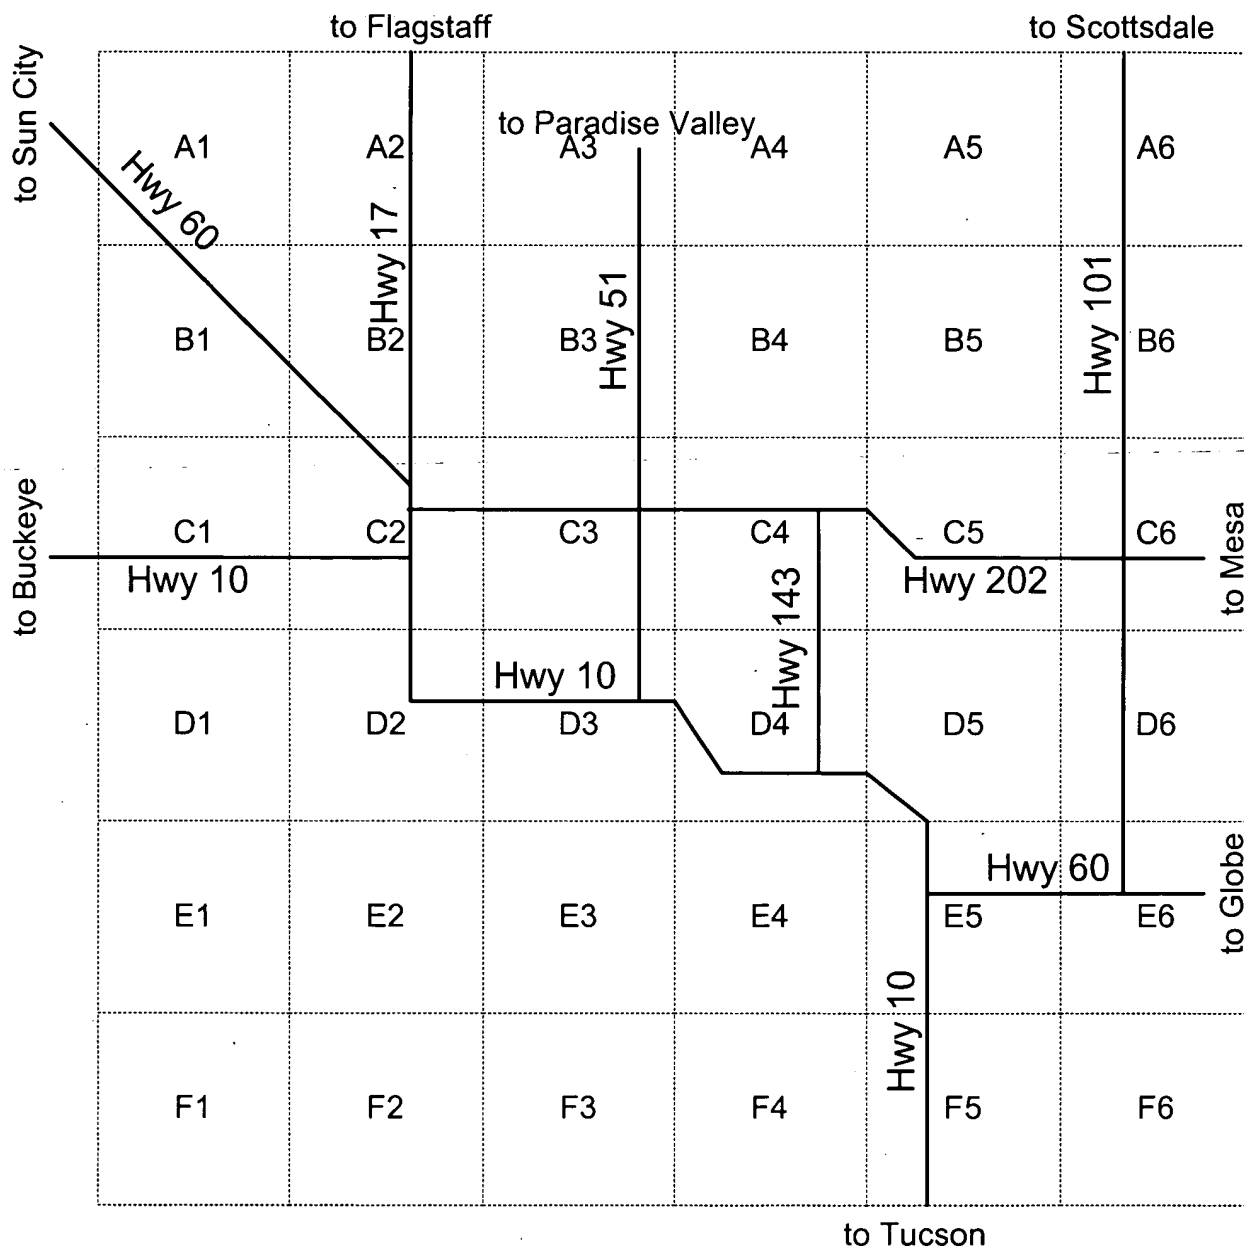 to Flagstaff
to Scottsdale
to Sun City
to Paradise Valley
A1
A2
A3
A4
A5
A6
Hwy 60
Hwy 17
Hwy 51
Hwy 101
B1
B2
B3
B4
B5
B6
to Buckeye
C1
C2
C3
C4
C5
C6
to Mesa
Hwy 10
Hwy 143
Hwy 202
Hwy 10
D1
D2
D3
D4
D5
D6
Hwy 60
to Globe
E1
E2
E3
E4
E5
E6
Hwy 10
F1
F2
F3
F4
F5
F6
to Tucson